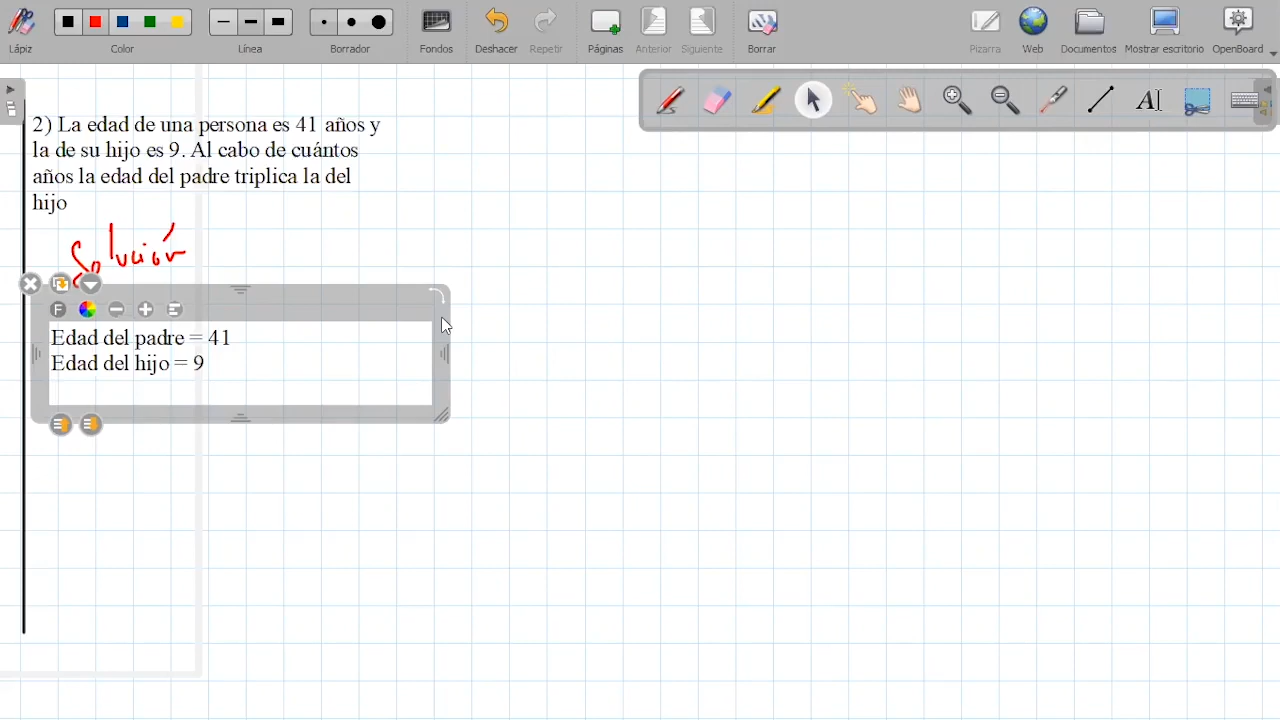 Lápiz Color Línea Borrador Fondos Deshacer Repetir Páginas Anterior Siguiente Borrar Pizarra Web Documentos Mostrar escritorio OpenBoard
2) La edad de una persona es 41 años y
la de su hijo es 9. Al cabo de cuántos
años la edad del padre triplica la del
hijo
Solución
F
Edad del padre = 41
Edad del hijo = 9